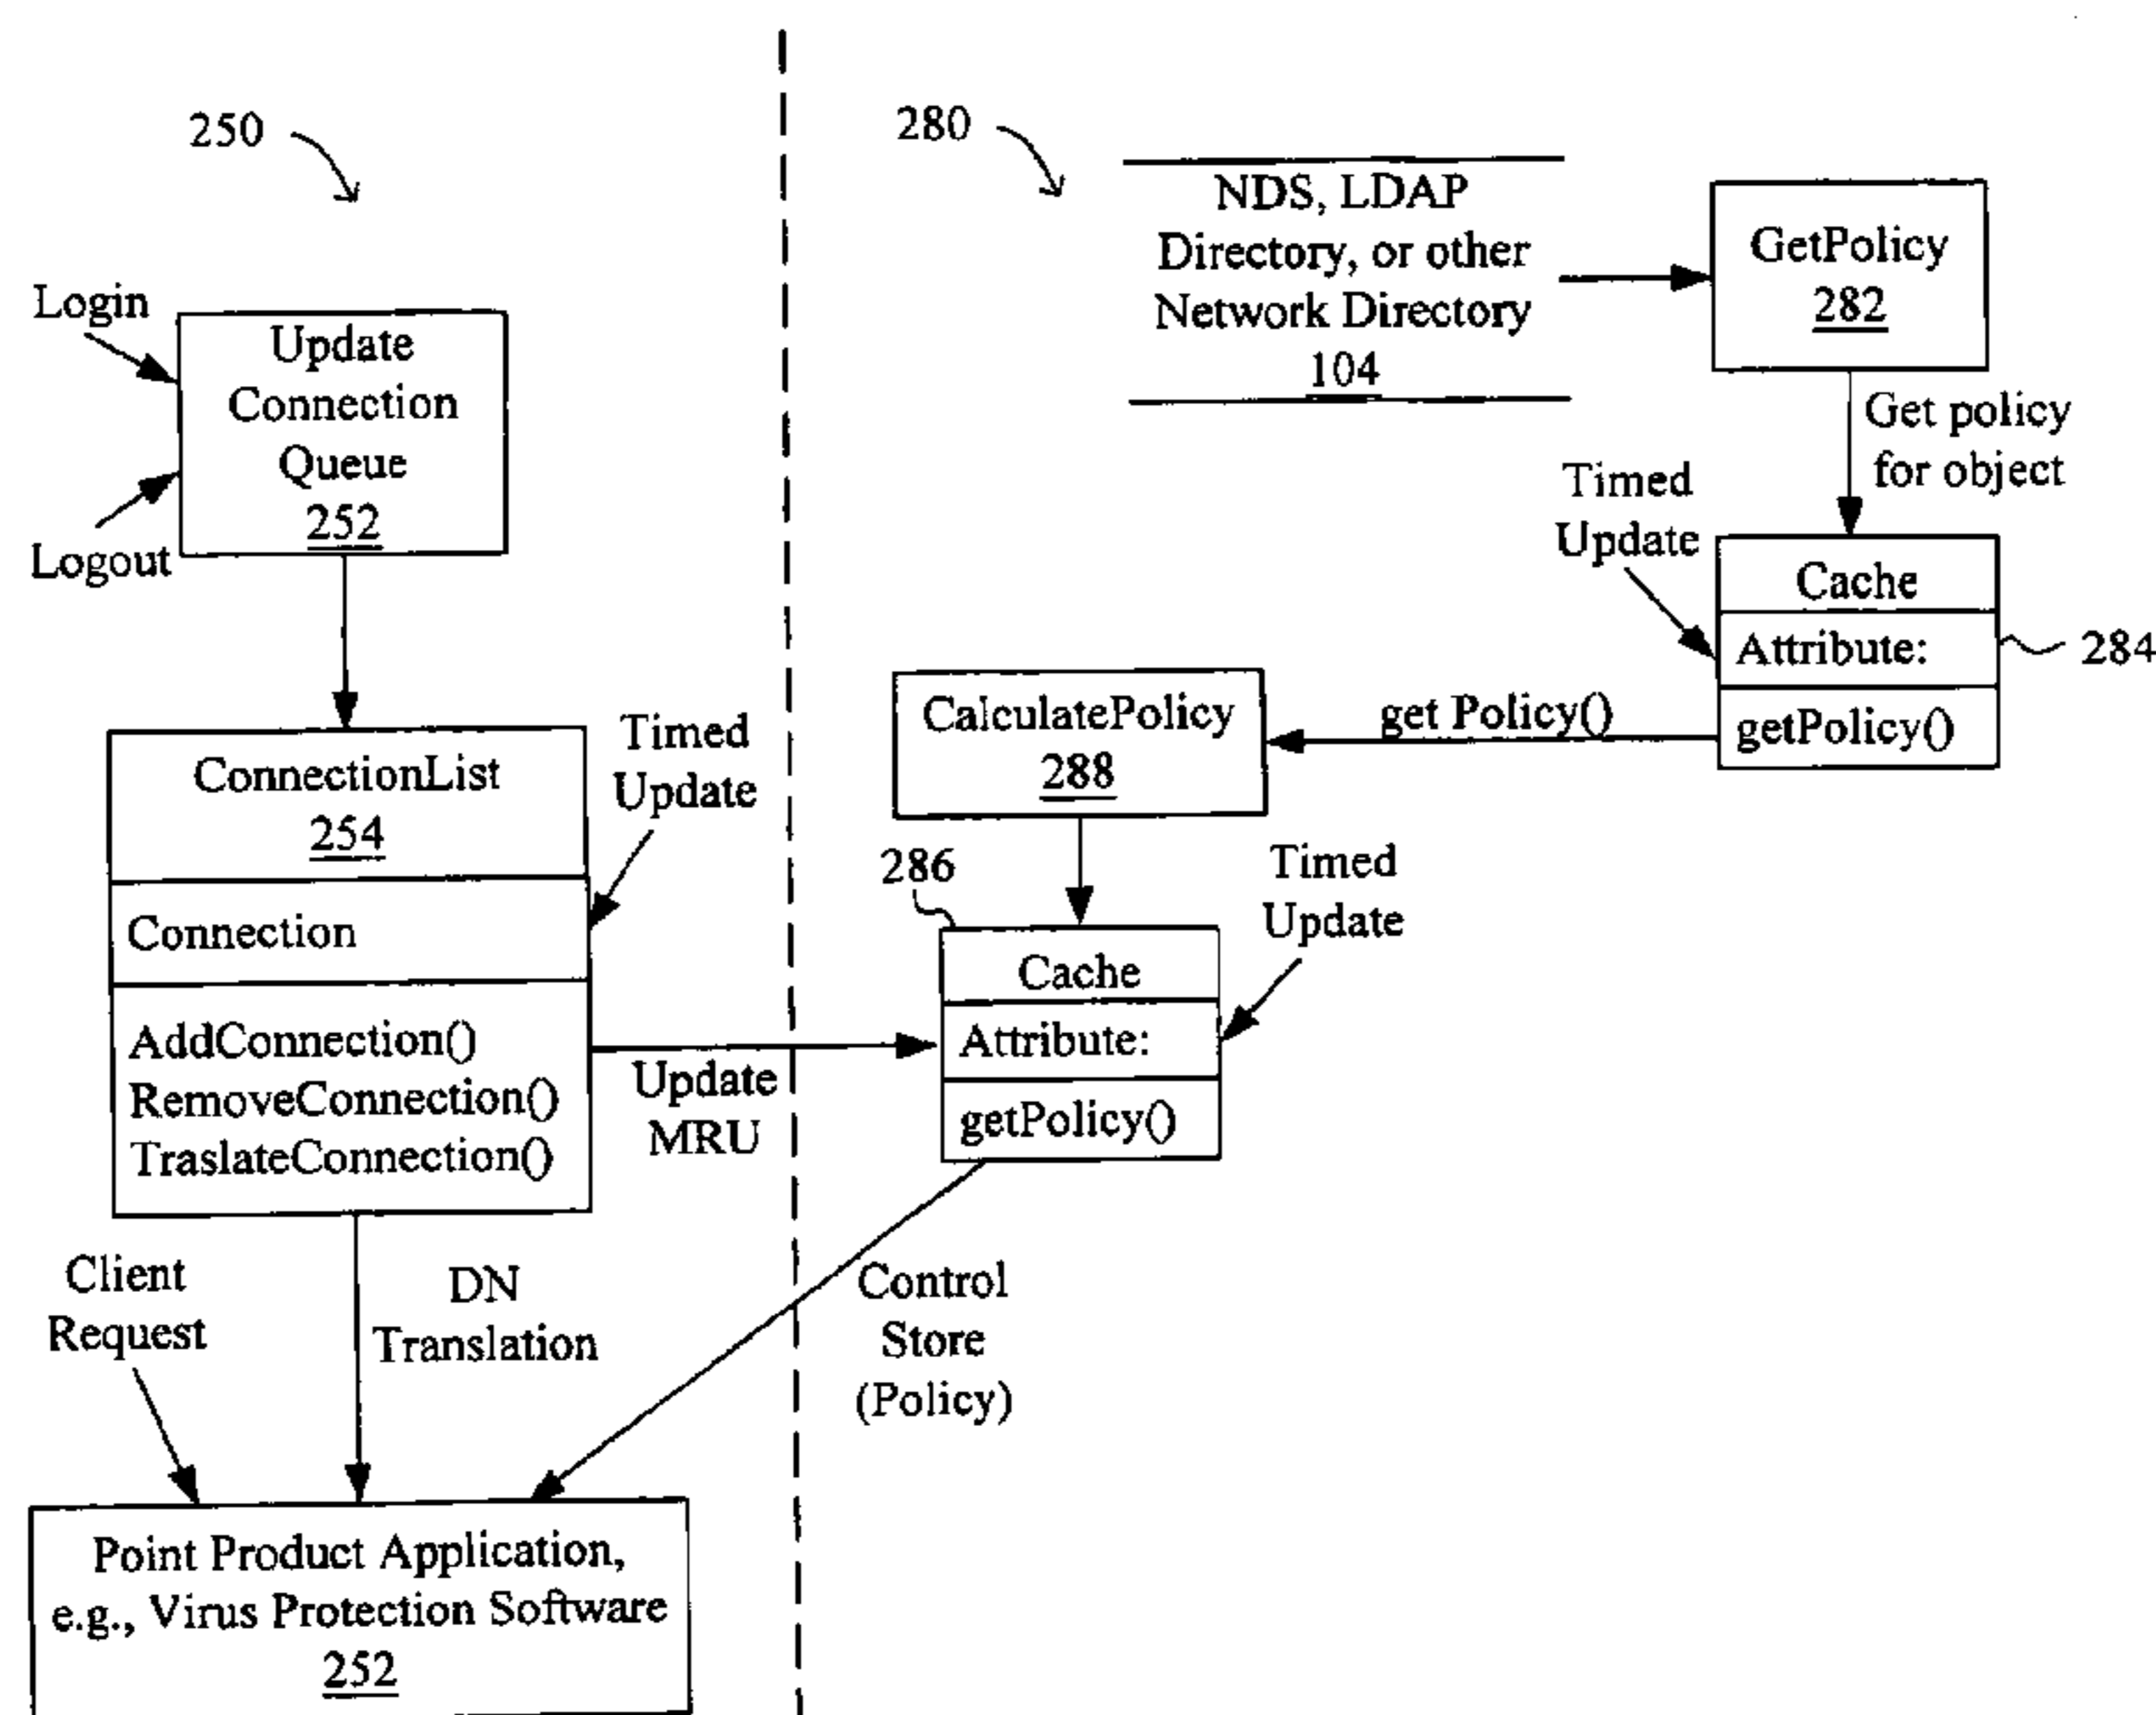 250
Login
Logout
Update
Connection
Queue
252
ConnectionList
254
Connection
AddConnection()
RemoveConnection()
TraslateConnection()
Timed
Update
Update
MRU
Client
Request
DN
Translation
Point Product Application,
e.g., Virus Protection Software
252
280
NDS, LDAP
Directory, or other
Network Directory
104
GetPolicy
282
Get policy
for object
Timed
Update
Cache
Attribute:
getPolicy()
284
get Policy()
CalculatePolicy
288
286
Timed
Update
Cache
Attribute:
getPolicy()
Control
Store
(Policy)